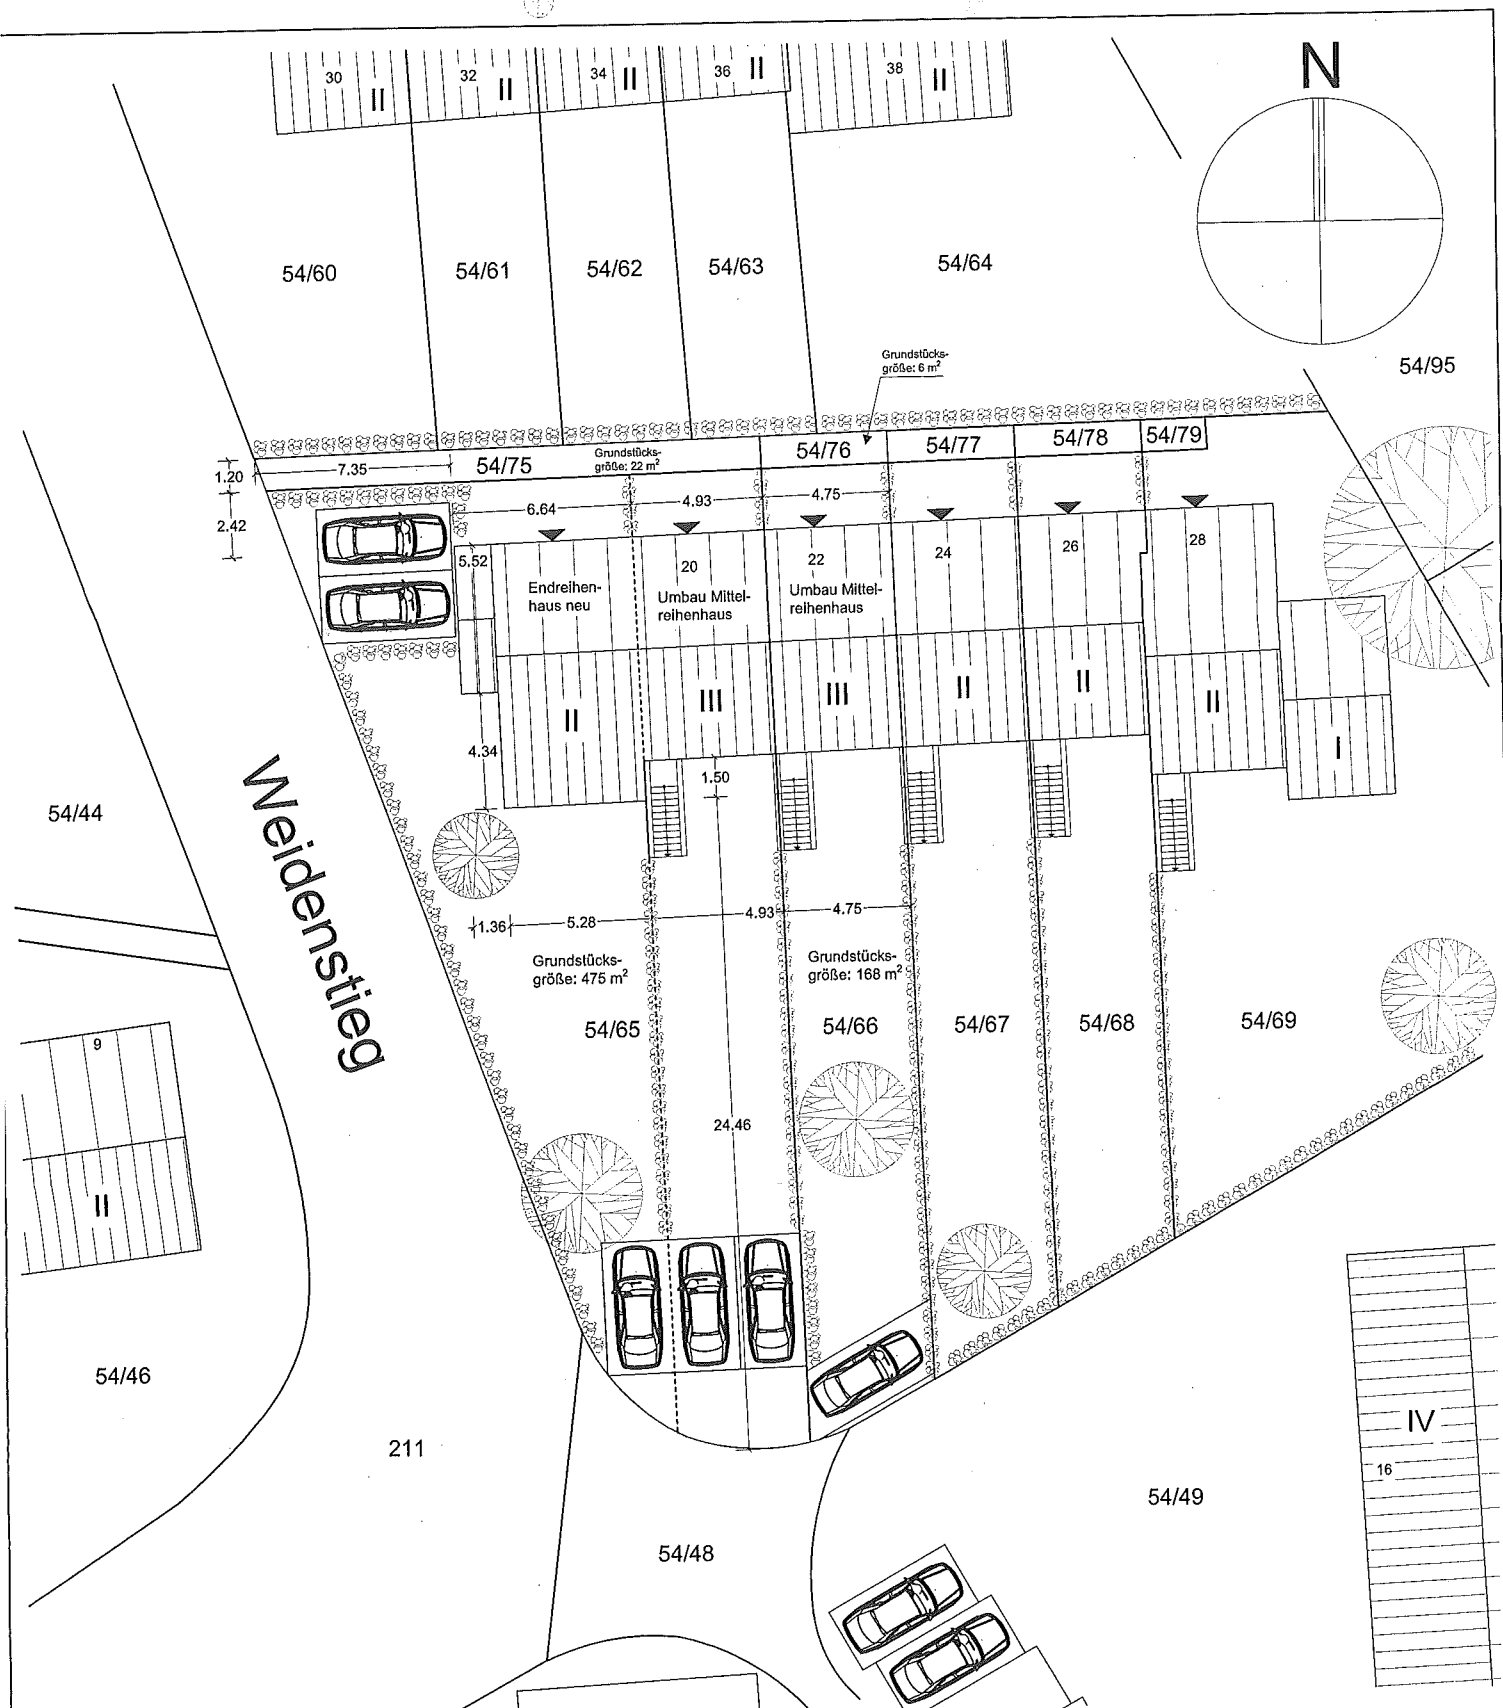 N
30
II
32
II
34
II
36
II
38
II
54/60
54/61
54/62
54/63
54/64
54/95
Grundstücks-
größe: 6 m²
54/76
54/77
54/78
54/79
1.20
7.35
54/75
Grundstücks-
größe: 22 m²
2.42
6.64
4.93
4.75
5.52
Endreihen-
haus neu
20
Umbau Mittel-
reihenhaus
22
Umbau Mittel-
reihenhaus
24
26
28
II
III
III
II
II
II
I
4.34
1.50
54/44
Weidenstieg
1.36
5.28
4.93
4.75
Grundstücks-
größe: 475 m²
Grundstücks-
größe: 168 m²
54/65
54/66
54/67
54/68
54/69
9
II
24.46
54/46
211
54/48
54/49
IV
16